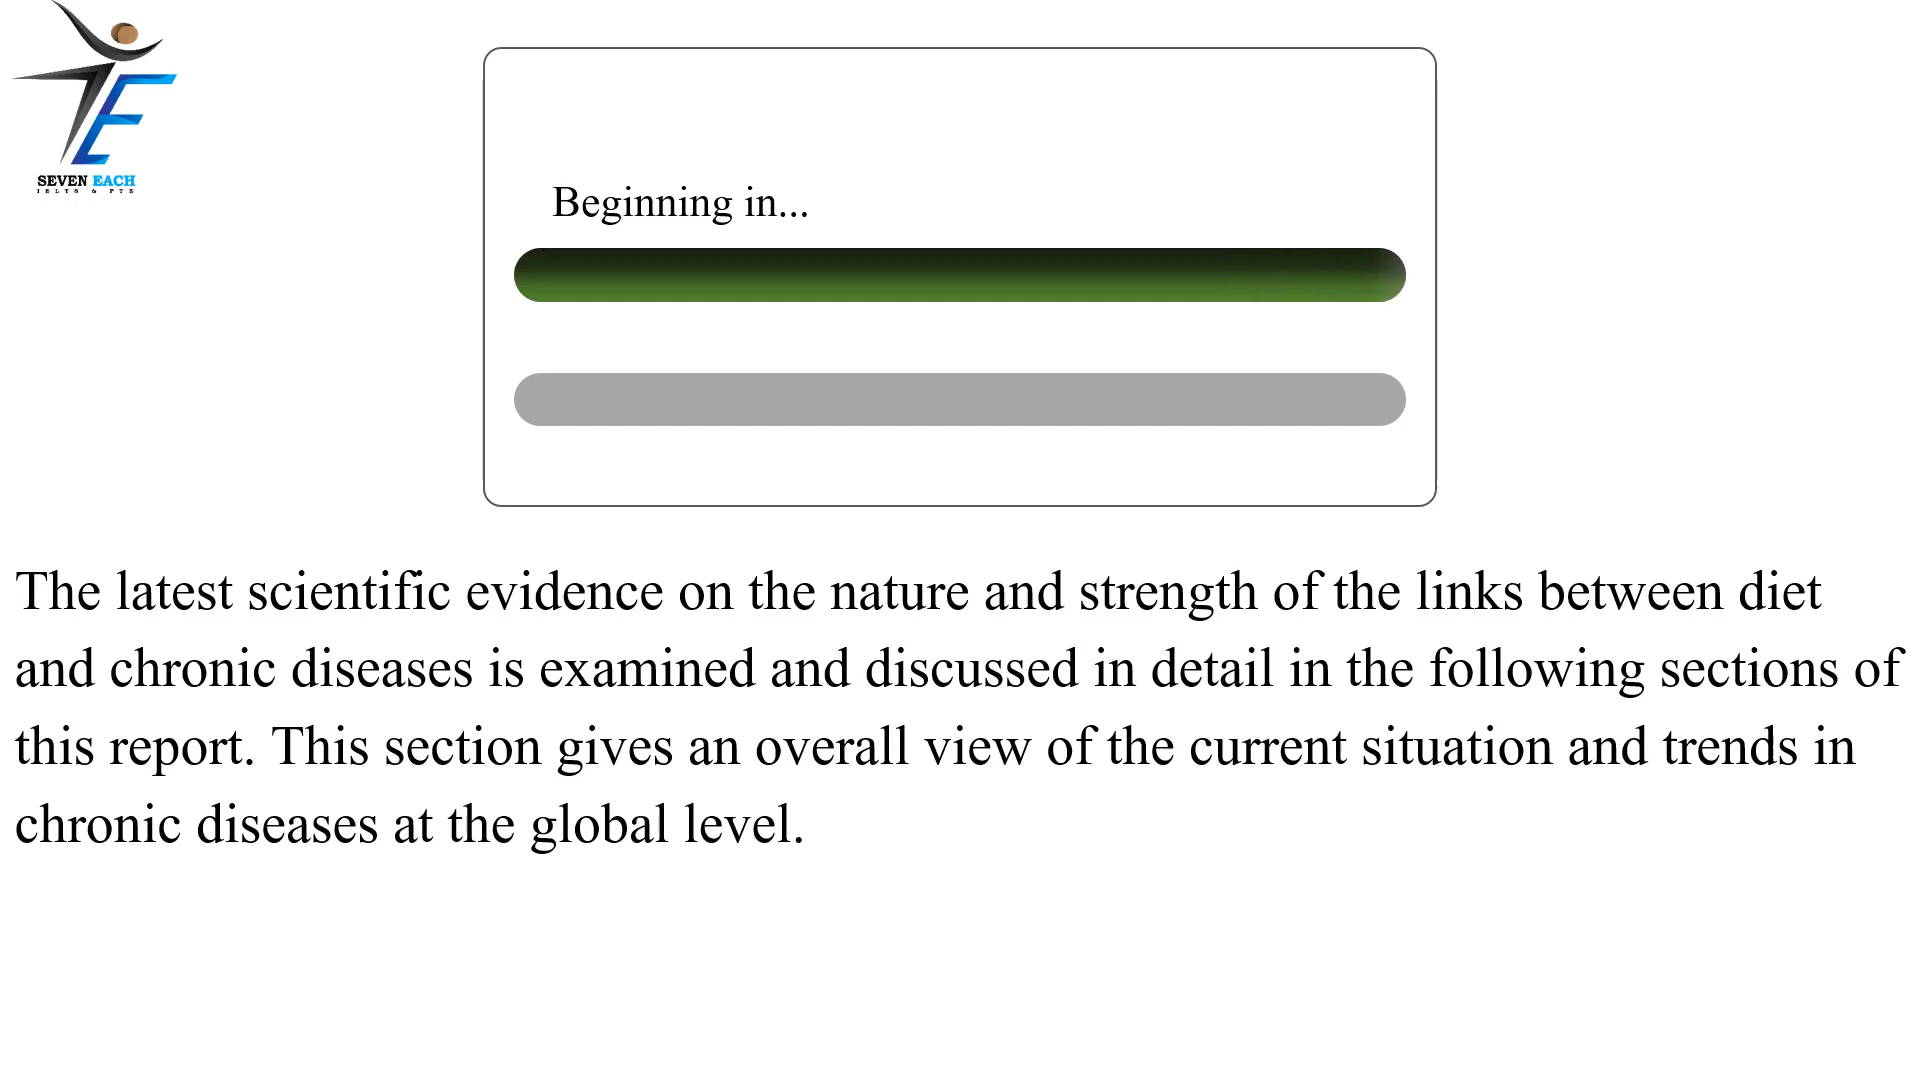 SEVEN EACH
IELTS & PTE
Beginning in...
The latest scientific evidence on the nature and strength of the links between diet
and chronic diseases is examined and discussed in detail in the following sections of
this report. This section gives an overall view of the current situation and trends in
chronic diseases at the global level.